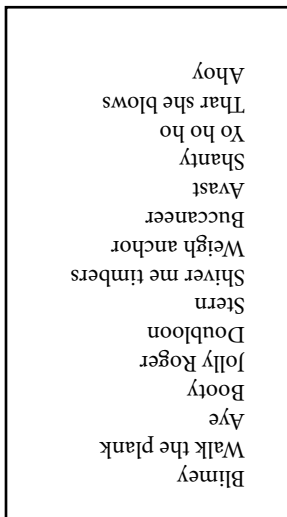 Blimey
Walk the plank
Aye
Booty
Jolly Roger
Doubloon
Stern
Shiver me timbers
Weigh anchor
Buccaneer
Avast
Shanty
Yo ho ho
Thar she blows
Ahoy